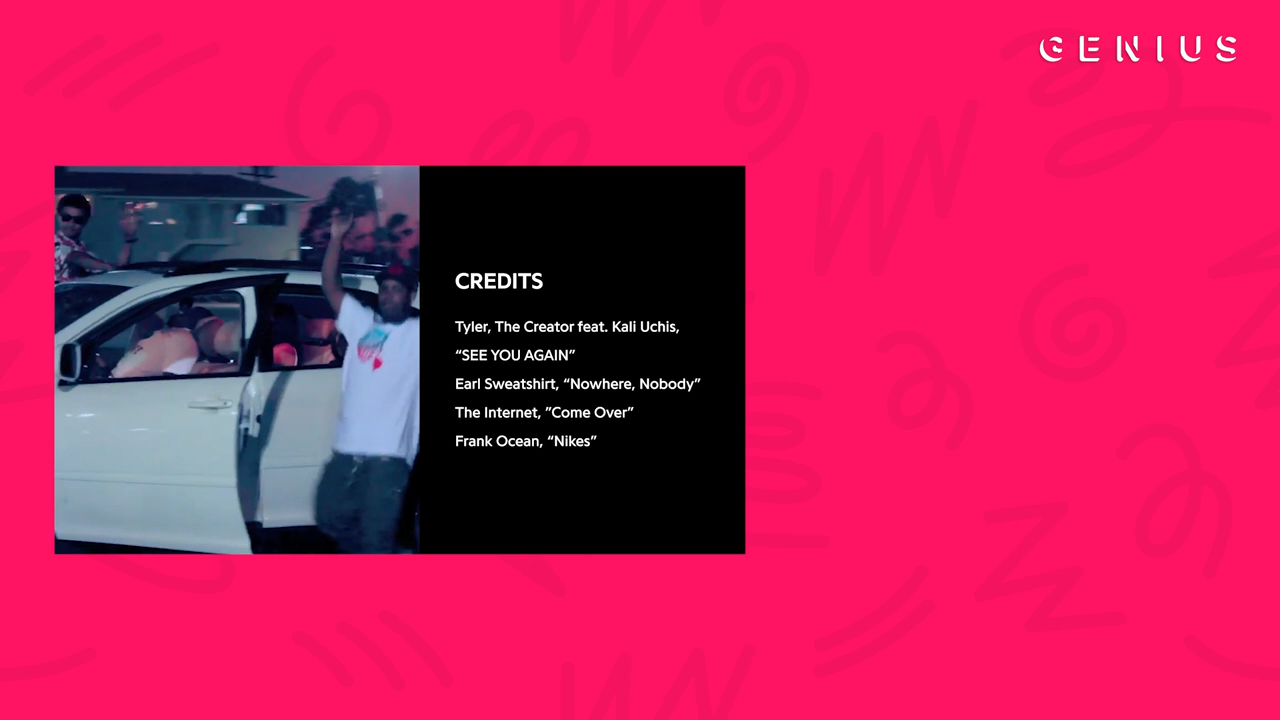 GENIUS
CREDITS
Tyler, The Creator feat. Kali Uchis,
“SEE YOU AGAIN”
Earl Sweatshirt, “Nowhere, Nobody”
The Internet, ”Come Over”
Frank Ocean, “Nikes”